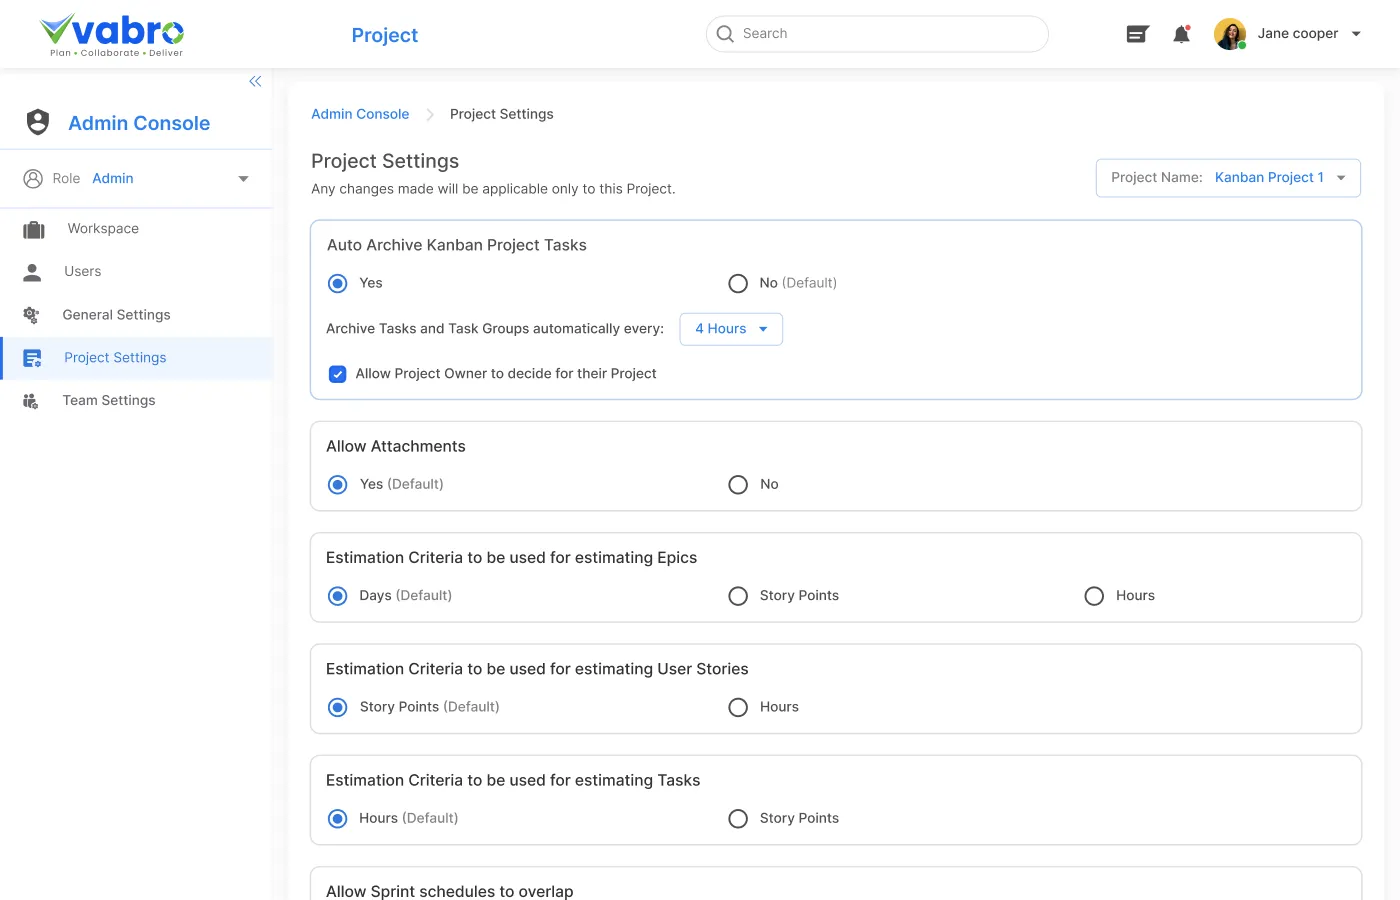 vabro
Plan • Collaborate • Deliver
Project
Search
Jane cooper
Admin Console
Role Admin
Workspace
Users
General Settings
Project Settings
Team Settings
Admin Console Project Settings
Project Settings
Any changes made will be applicable only to this Project.
Project Name: Kanban Project 1
Auto Archive Kanban Project Tasks
Yes No (Default)
Archive Tasks and Task Groups automatically every: 4 Hours
Allow Project Owner to decide for their Project
Allow Attachments
Yes (Default) No
Estimation Criteria to be used for estimating Epics
Days (Default) Story Points Hours
Estimation Criteria to be used for estimating User Stories
Story Points (Default) Hours
Estimation Criteria to be used for estimating Tasks
Hours (Default) Story Points
Allow Sprint schedules to overlap